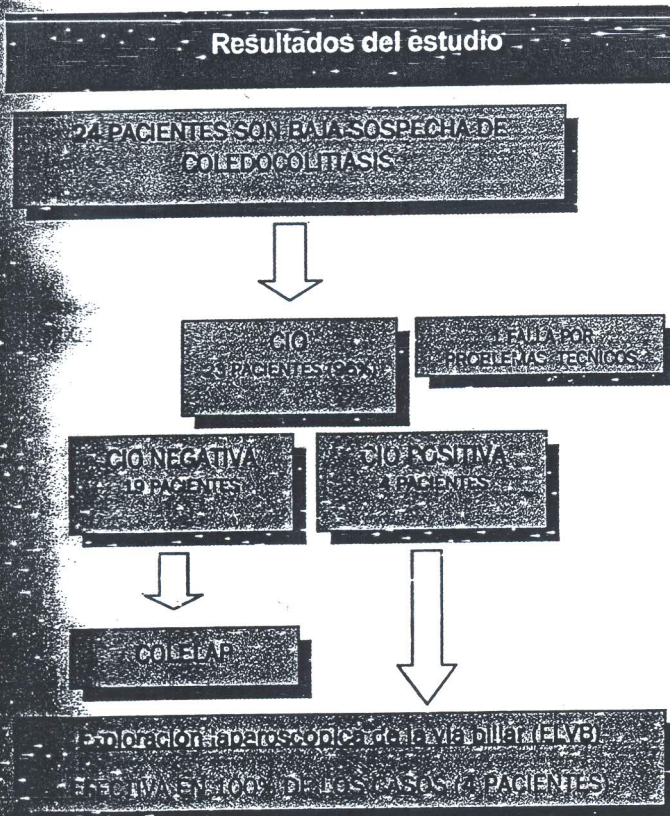 Resultados del estudio
24 PACIENTES SON BAJA SOSPECHA DE
COLEDOCOLITIASIS
CIO
23 PACIENTES (96%)
1 FALLA POR
PROBLEMAS TECNICOS
CIO NEGATIVA
19 PACIENTES
CIO POSITIVA
4 PACIENTES
COLELAP
Exploración laparoscópica de la vía biliar (ELVB)
EFECTIVA EN 100% DE LOS CASOS (4 PACIENTES)